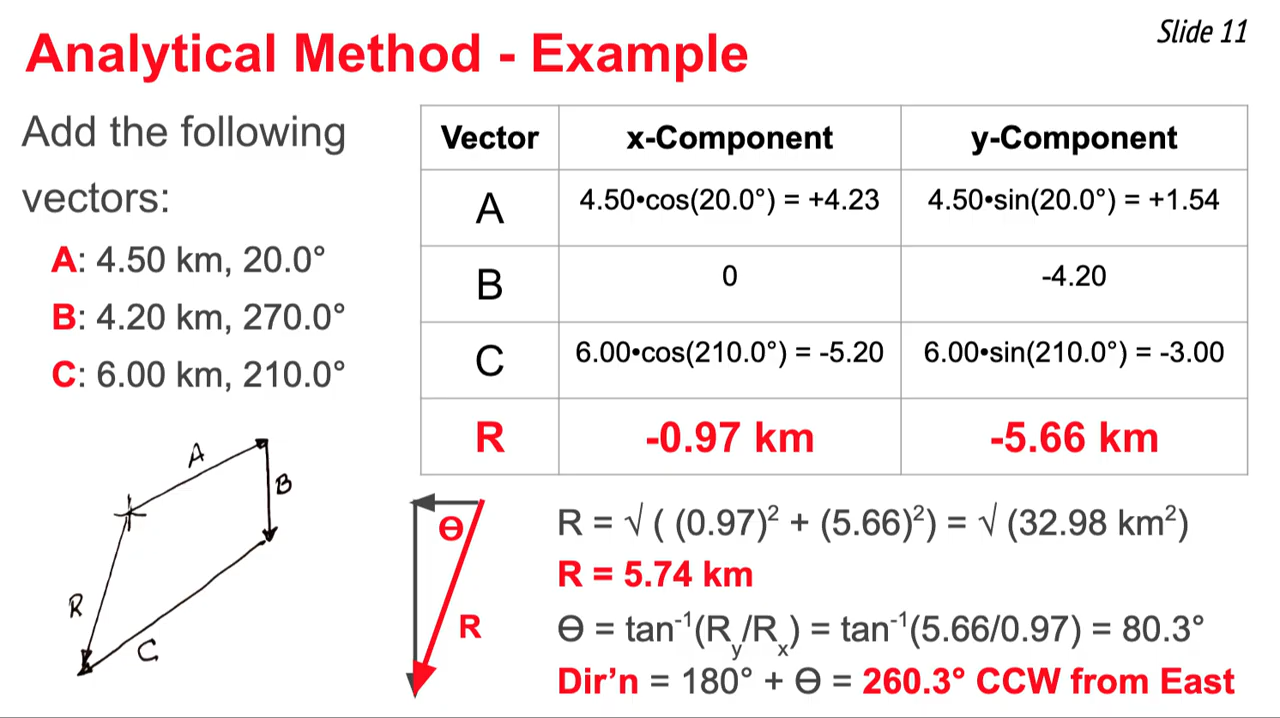 Slide 11
Analytical Method - Example
Add the following
vectors:
A: 4.50 km, 20.0°
B: 4.20 km, 270.0°
C: 6.00 km, 210.0°
A
B
R
C
Vector x-Component y-Component
A 4.50•cos(20.0°) = +4.23 4.50•sin(20.0°) = +1.54
B 0 -4.20
C 6.00•cos(210.0°) = -5.20 6.00•sin(210.0°) = -3.00
R -0.97 km -5.66 km
Ө
R
R = √ ( (0.97)² + (5.66)²) = √ (32.98 km²)
R = 5.74 km
Ө = tan⁻¹(Ry/Rx) = tan⁻¹(5.66/0.97) = 80.3°
Dir’n = 180° + Ө = 260.3° CCW from East